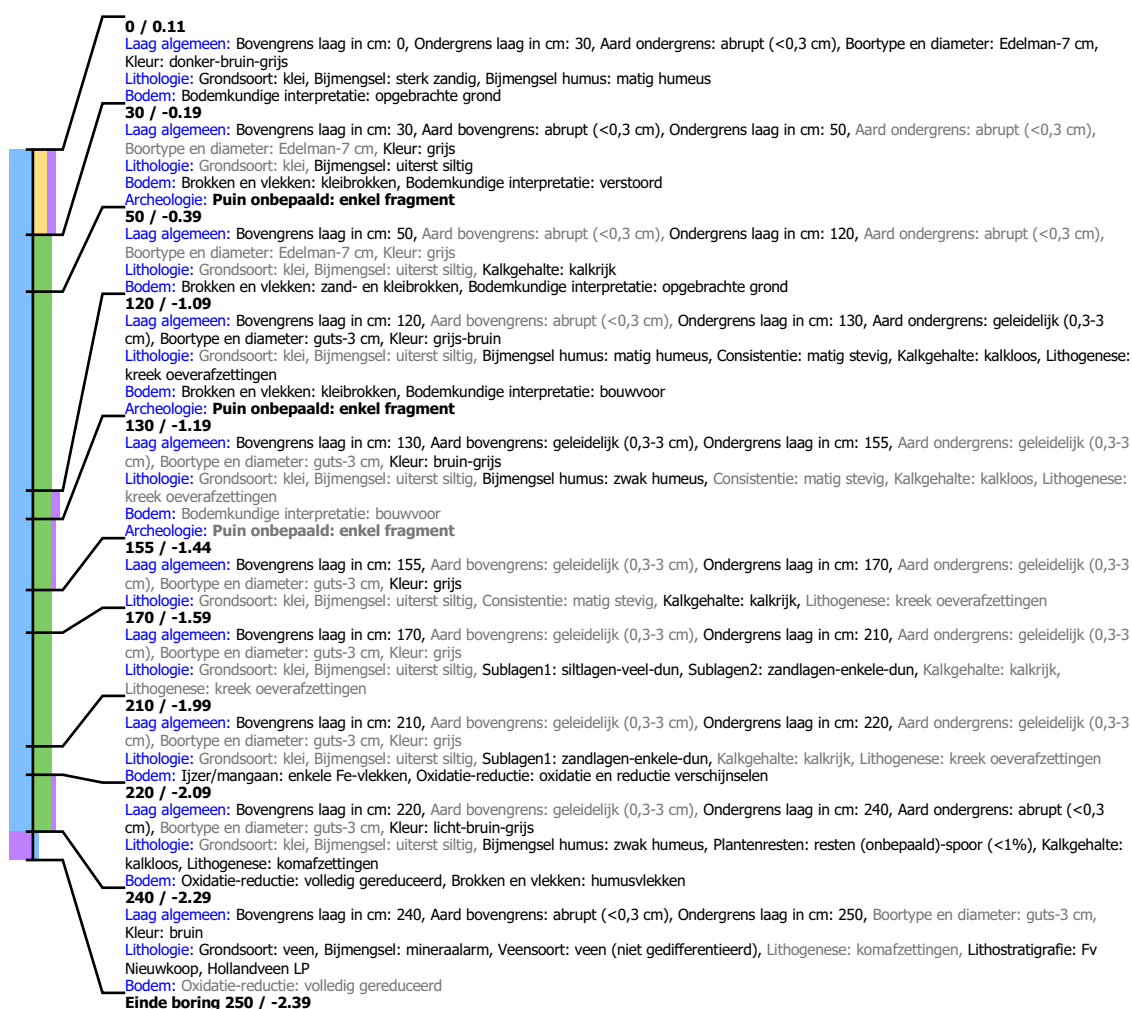 0 / 0.11
Laag algemeen: Bovengrens laag in cm: 0, Ondergrens laag in cm: 30, Aard ondergrens: abrupt (<0,3 cm), Boortype en diameter: Edelman-7 cm,
Kleur: donker-bruin-grijs
Lithologie: Grondsoort: klei, Bijmengsel: sterk zandig, Bijmengsel humus: matig humeus
Bodem: Bodemkundige interpretatie: opgebrachte grond
30 / -0.19
Laag algemeen: Bovengrens laag in cm: 30, Aard bovengrens: abrupt (<0,3 cm), Ondergrens laag in cm: 50, Aard ondergrens: abrupt (<0,3 cm),
Boortype en diameter: Edelman-7 cm, Kleur: grijs
Lithologie: Grondsoort: klei, Bijmengsel: uiterst siltig
Bodem: Brokken en vlekken: kleibrokken, Bodemkundige interpretatie: verstoord
Archeologie: Puin onbepaald: enkel fragment
50 / -0.39
Laag algemeen: Bovengrens laag in cm: 50, Aard bovengrens: abrupt (<0,3 cm), Ondergrens laag in cm: 120, Aard ondergrens: abrupt (<0,3 cm),
Boortype en diameter: Edelman-7 cm, Kleur: grijs
Lithologie: Grondsoort: klei, Bijmengsel: uiterst siltig, Kalkgehalte: kalkrijk
Bodem: Brokken en vlekken: zand- en kleibrokken, Bodemkundige interpretatie: opgebrachte grond
120 / -1.09
Laag algemeen: Bovengrens laag in cm: 120, Aard bovengrens: abrupt (<0,3 cm), Ondergrens laag in cm: 130, Aard ondergrens: geleidelijk (0,3-3
cm), Boortype en diameter: guts-3 cm, Kleur: grijs-bruin
Lithologie: Grondsoort: klei, Bijmengsel: uiterst siltig, Bijmengsel humus: matig humeus, Consistentie: matig stevig, Kalkgehalte: kalkloos, Lithogenese:
kreek oeverafzettingen
Bodem: Brokken en vlekken: kleibrokken, Bodemkundige interpretatie: bouwvoor
Archeologie: Puin onbepaald: enkel fragment
130 / -1.19
Laag algemeen: Bovengrens laag in cm: 130, Aard bovengrens: geleidelijk (0,3-3 cm), Ondergrens laag in cm: 155, Aard ondergrens: geleidelijk (0,3-3
cm), Boortype en diameter: guts-3 cm, Kleur: bruin-grijs
Lithologie: Grondsoort: klei, Bijmengsel: uiterst siltig, Bijmengsel humus: zwak humeus, Consistentie: matig stevig, Kalkgehalte: kalkloos, Lithogenese:
kreek oeverafzettingen
Bodem: Bodemkundige interpretatie: bouwvoor
Archeologie: Puin onbepaald: enkel fragment
155 / -1.44
Laag algemeen: Bovengrens laag in cm: 155, Aard bovengrens: geleidelijk (0,3-3 cm), Ondergrens laag in cm: 170, Aard ondergrens: geleidelijk (0,3-3
cm), Boortype en diameter: guts-3 cm, Kleur: grijs
Lithologie: Grondsoort: klei, Bijmengsel: uiterst siltig, Consistentie: matig stevig, Kalkgehalte: kalkrijk, Lithogenese: kreek oeverafzettingen
170 / -1.59
Laag algemeen: Bovengrens laag in cm: 170, Aard bovengrens: geleidelijk (0,3-3 cm), Ondergrens laag in cm: 210, Aard ondergrens: geleidelijk (0,3-3
cm), Boortype en diameter: guts-3 cm, Kleur: grijs
Lithologie: Grondsoort: klei, Bijmengsel: uiterst siltig, Sublagen1: siltlagen-veel-dun, Sublagen2: zandlagen-enkele-dun, Kalkgehalte: kalkrijk,
Lithogenese: kreek oeverafzettingen
210 / -1.99
Laag algemeen: Bovengrens laag in cm: 210, Aard bovengrens: geleidelijk (0,3-3 cm), Ondergrens laag in cm: 220, Aard ondergrens: geleidelijk (0,3-3
cm), Boortype en diameter: guts-3 cm, Kleur: grijs
Lithologie: Grondsoort: klei, Bijmengsel: uiterst siltig, Sublagen1: zandlagen-enkele-dun, Kalkgehalte: kalkrijk, Lithogenese: kreek oeverafzettingen
Bodem: Ijzer/mangaan: enkele Fe-vlekken, Oxidatie-reductie: oxidatie en reductie verschijnselen
220 / -2.09
Laag algemeen: Bovengrens laag in cm: 220, Aard bovengrens: geleidelijk (0,3-3 cm), Ondergrens laag in cm: 240, Aard ondergrens: abrupt (<0,3
cm), Boortype en diameter: guts-3 cm, Kleur: licht-bruin-grijs
Lithologie: Grondsoort: klei, Bijmengsel: uiterst siltig, Bijmengsel humus: zwak humeus, Plantenresten: resten (onbepaald)-spoor (<1%), Kalkgehalte:
kalkloos, Lithogenese: komafzettingen
Bodem: Oxidatie-reductie: volledig gereduceerd, Brokken en vlekken: humusvlekken
240 / -2.29
Laag algemeen: Bovengrens laag in cm: 240, Aard bovengrens: abrupt (<0,3 cm), Ondergrens laag in cm: 250, Boortype en diameter: guts-3 cm,
Kleur: bruin
Lithologie: Grondsoort: veen, Bijmengsel: mineraalarm, Veensoort: veen (niet gedifferentieerd), Lithogenese: komafzettingen, Lithostratigrafie: Fv
Nieuwkoop, Hollandveen LP
Bodem: Oxidatie-reductie: volledig gereduceerd
Einde boring 250 / -2.39